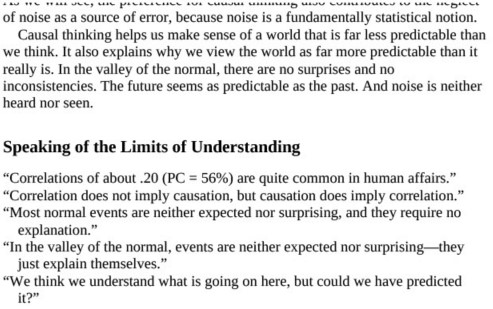 of noise as a source of error, because noise is a fundamentally statistical notion.
Causal thinking helps us make sense of a world that is far less predictable than
we think. It also explains why we view the world as far more predictable than it
really is. In the valley of the normal, there are no surprises and no
inconsistencies. The future seems as predictable as the past. And noise is neither
heard nor seen.
Speaking of the Limits of Understanding
“Correlations of about .20 (PC = 56%) are quite common in human affairs.”
“Correlation does not imply causation, but causation does imply correlation.”
“Most normal events are neither expected nor surprising, and they require no
explanation.”
“In the valley of the normal, events are neither expected nor surprising—they
just explain themselves.”
“We think we understand what is going on here, but could we have predicted
it?”